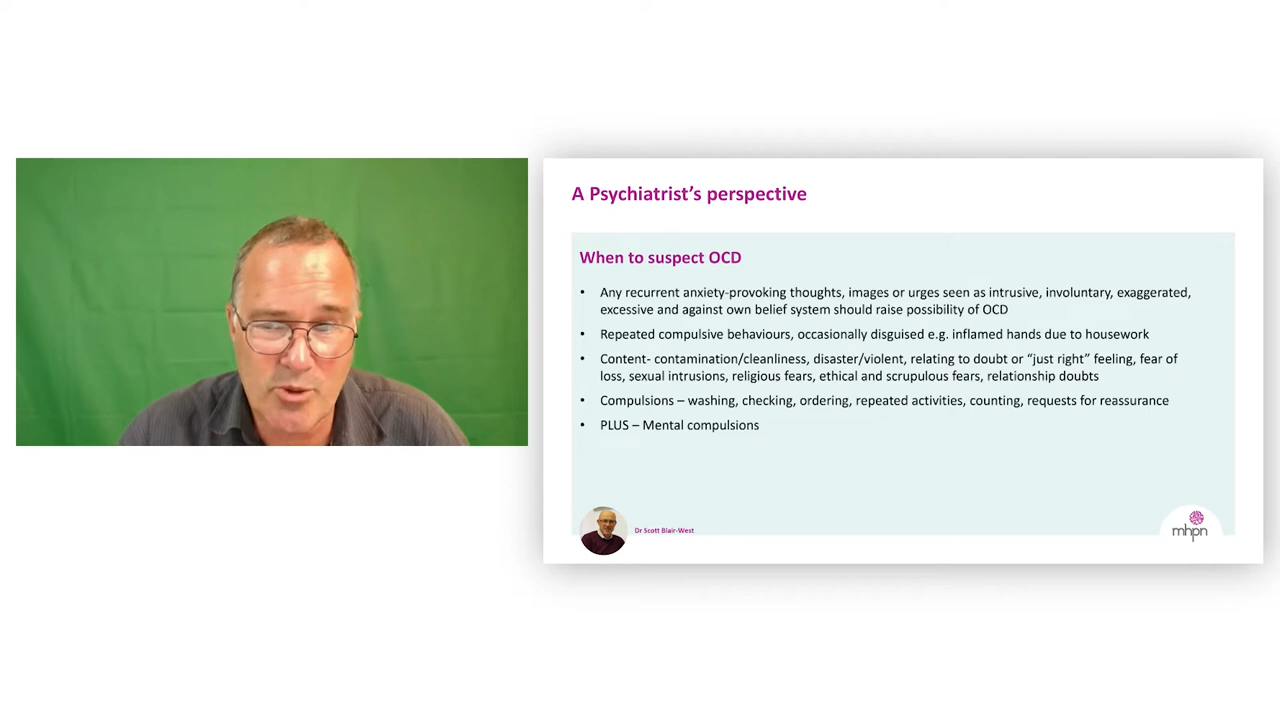 A Psychiatrist’s perspective
When to suspect OCD
• Any recurrent anxiety-provoking thoughts, images or urges seen as intrusive, involuntary, exaggerated,
excessive and against own belief system should raise possibility of OCD
• Repeated compulsive behaviours, occasionally disguised e.g. inflamed hands due to housework
• Content- contamination/cleanliness, disaster/violent, relating to doubt or “just right” feeling, fear of
loss, sexual intrusions, religious fears, ethical and scrupulous fears, relationship doubts
• Compulsions – washing, checking, ordering, repeated activities, counting, requests for reassurance
• PLUS – Mental compulsions
Dr Scott Blair-West
mhpn